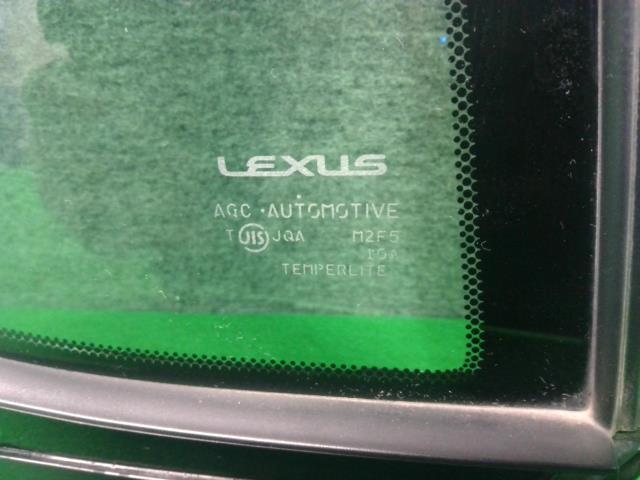 LEXUS
AGC AUTOMOTIVE
T JIS JQA M2F5
TEMPERLITE